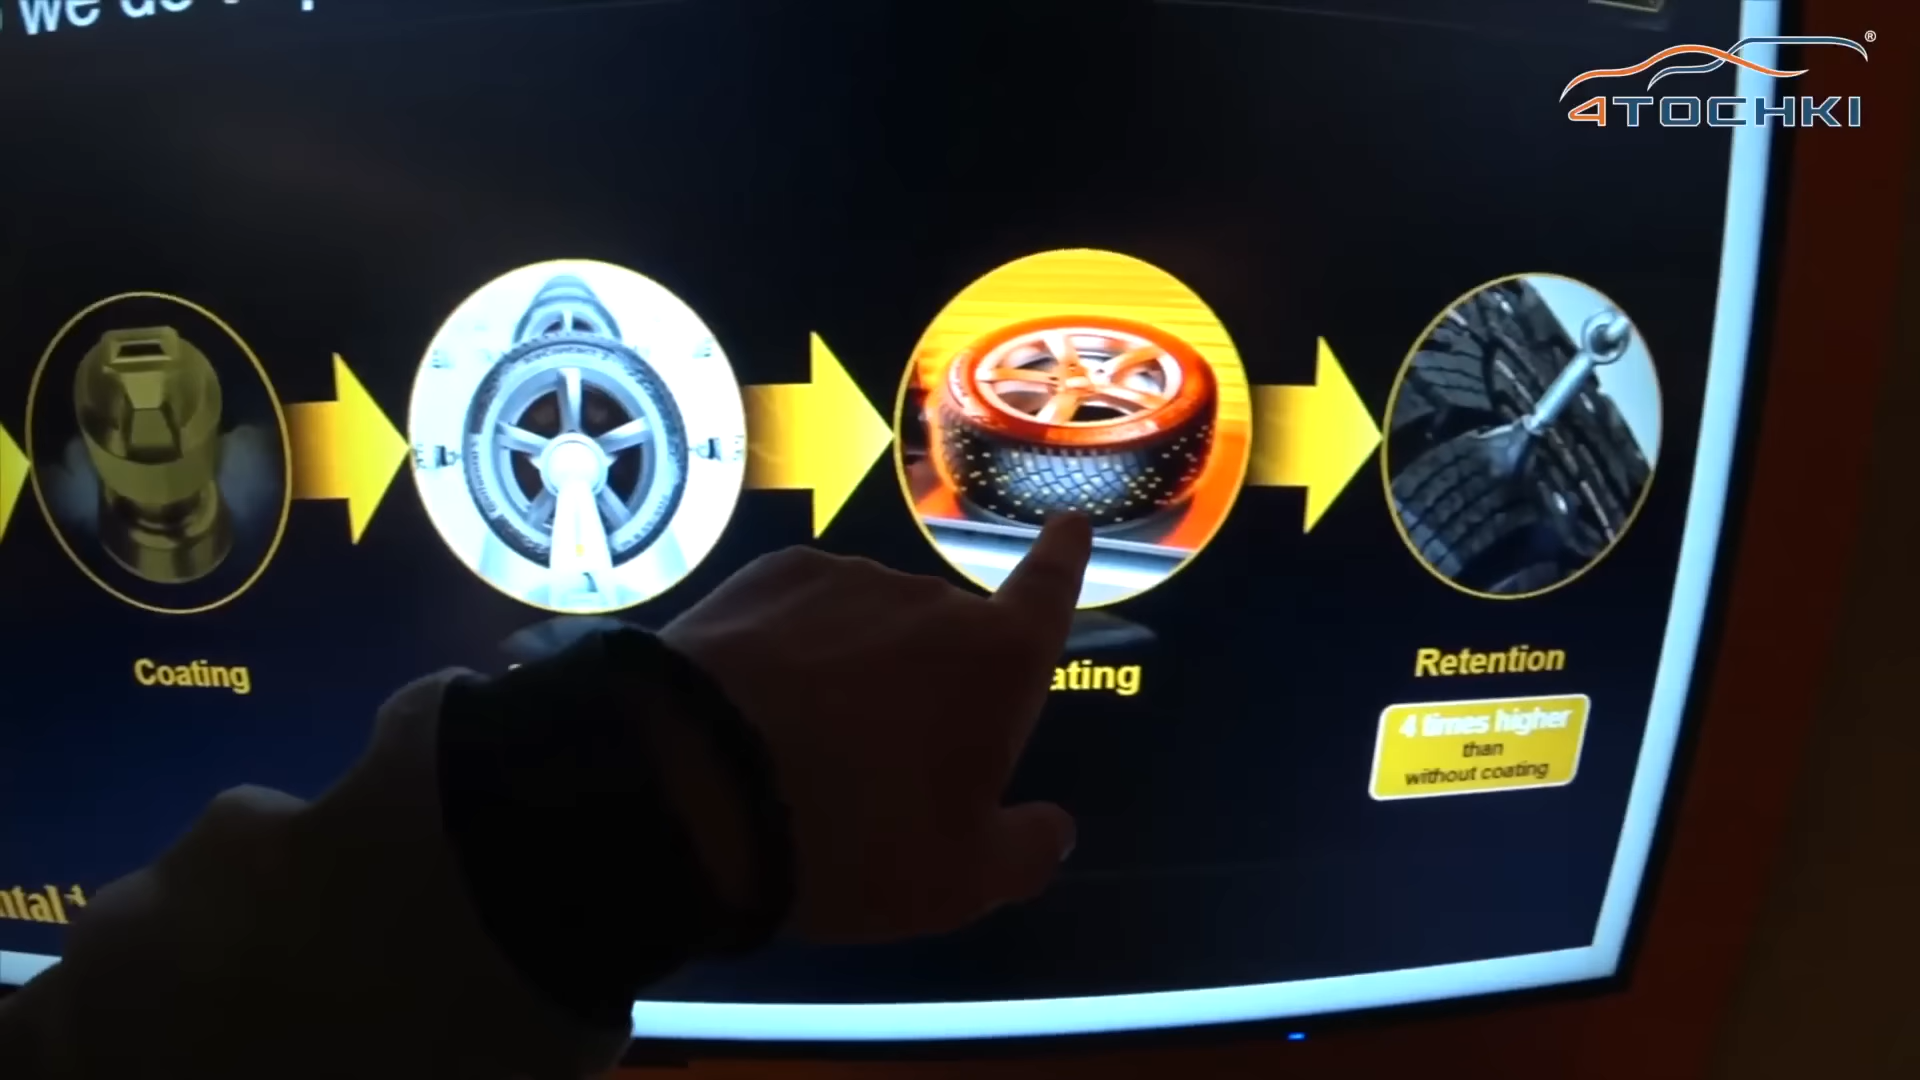 we do
4TOCHKI®
Coating
ating
Retention
4 times higher
than
without coating
ntal